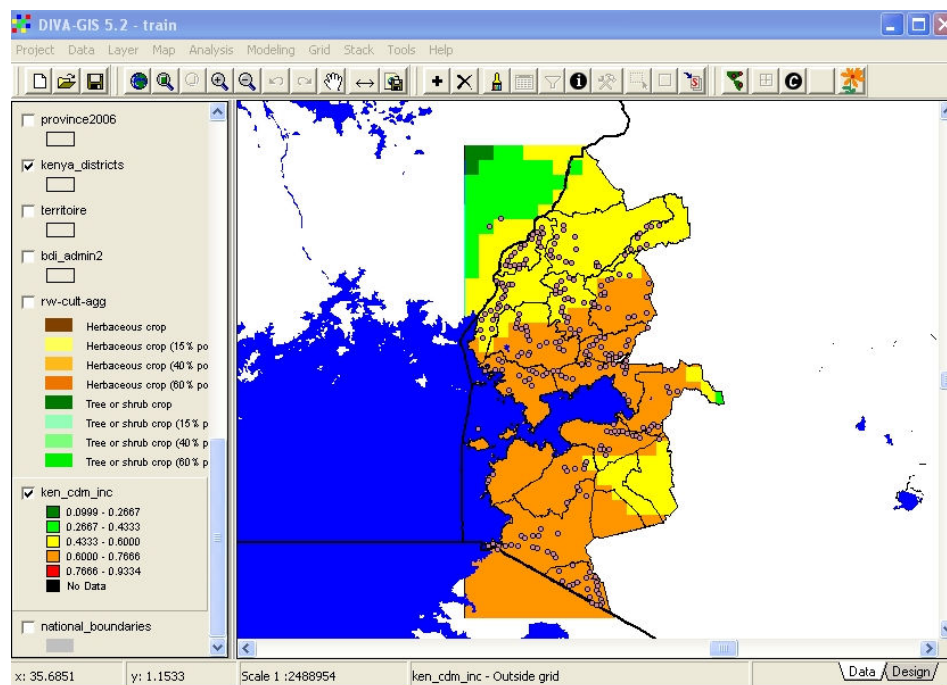 DIVA-GIS 5.2 - train
Project Data Layer Map Analysis Modeling Grid Stack Tools Help
province2006
kenya_districts
territoire
bdi_admin2
rw-cult-agg
Herbaceous crop
Herbaceous crop (15% po
Herbaceous crop (40% po
Herbaceous crop (60% po
Tree or shrub crop
Tree or shrub crop (15% p
Tree or shrub crop (40% p
Tree or shrub crop (60% p
ken_cdm_inc
0.0999 - 0.2667
0.2667 - 0.4333
0.4333 - 0.6000
0.6000 - 0.7666
0.7666 - 0.9334
No Data
national_boundaries
x: 35.6851 y: 1.1533 Scale 1 :2488954 ken_cdm_inc - Outside grid Data Design